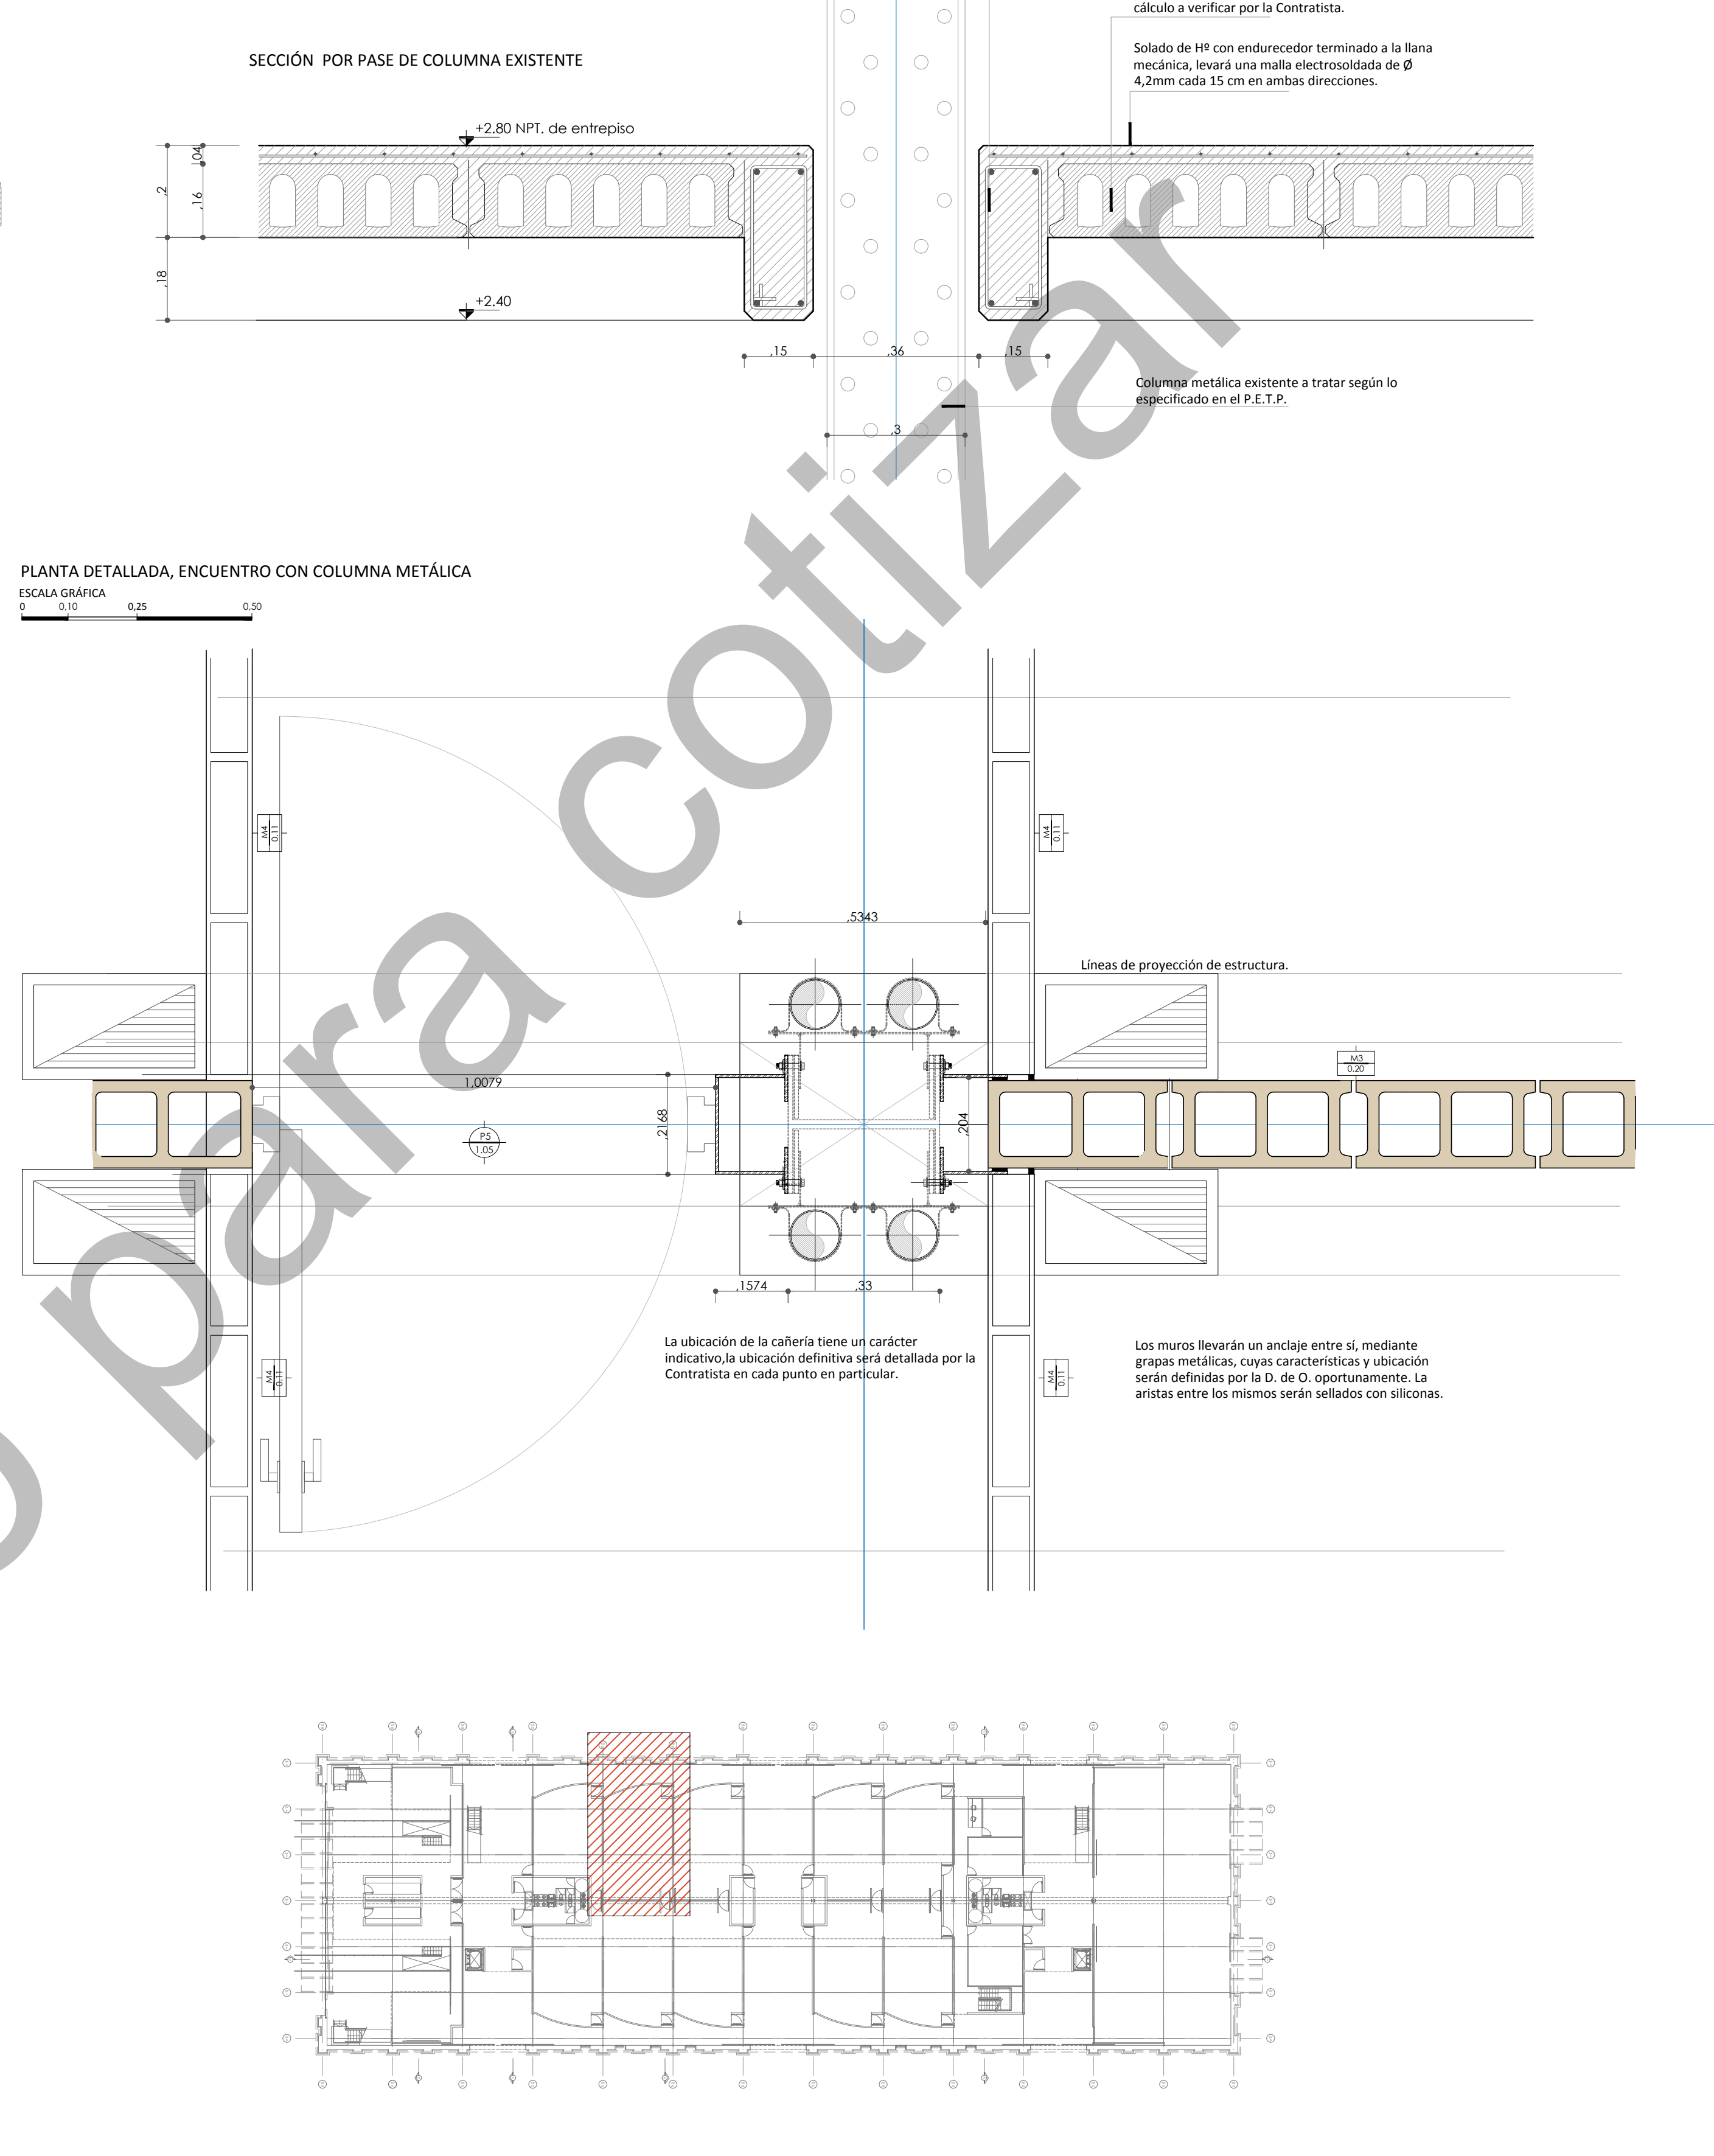 cálculo a verificar por la Contratista.
SECCIÓN POR PASE DE COLUMNA EXISTENTE
Solado de Hº con endurecedor terminado a la llana
mecánica, levará una malla electrosoldada de Ø
4,2mm cada 15 cm en ambas direcciones.
+2.80 NPT. de entrepiso
,04
,2
,16
,18
+2.40
,15
,36
,15
Columna metálica existente a tratar según lo
especificado en el P.E.T.P.
,3
PLANTA DETALLADA, ENCUENTRO CON COLUMNA METÁLICA
ESCALA GRÁFICA
0 0,10 0,25 0,50
M4
0.11
M4
0.11
,5343
Líneas de proyección de estructura.
M3
0.20
1,0079
,2168
,204
P5
1.05
,1574
,33
La ubicación de la cañería tiene un carácter
indicativo,la ubicación definitiva será detallada por la
Contratista en cada punto en particular.
Los muros llevarán un anclaje entre sí, mediante
grapas metálicas, cuyas características y ubicación
serán definidas por la D. de O. oportunamente. La
aristas entre los mismos serán sellados con siliconas.
M4
0.11
M4
0.11
para cotizar